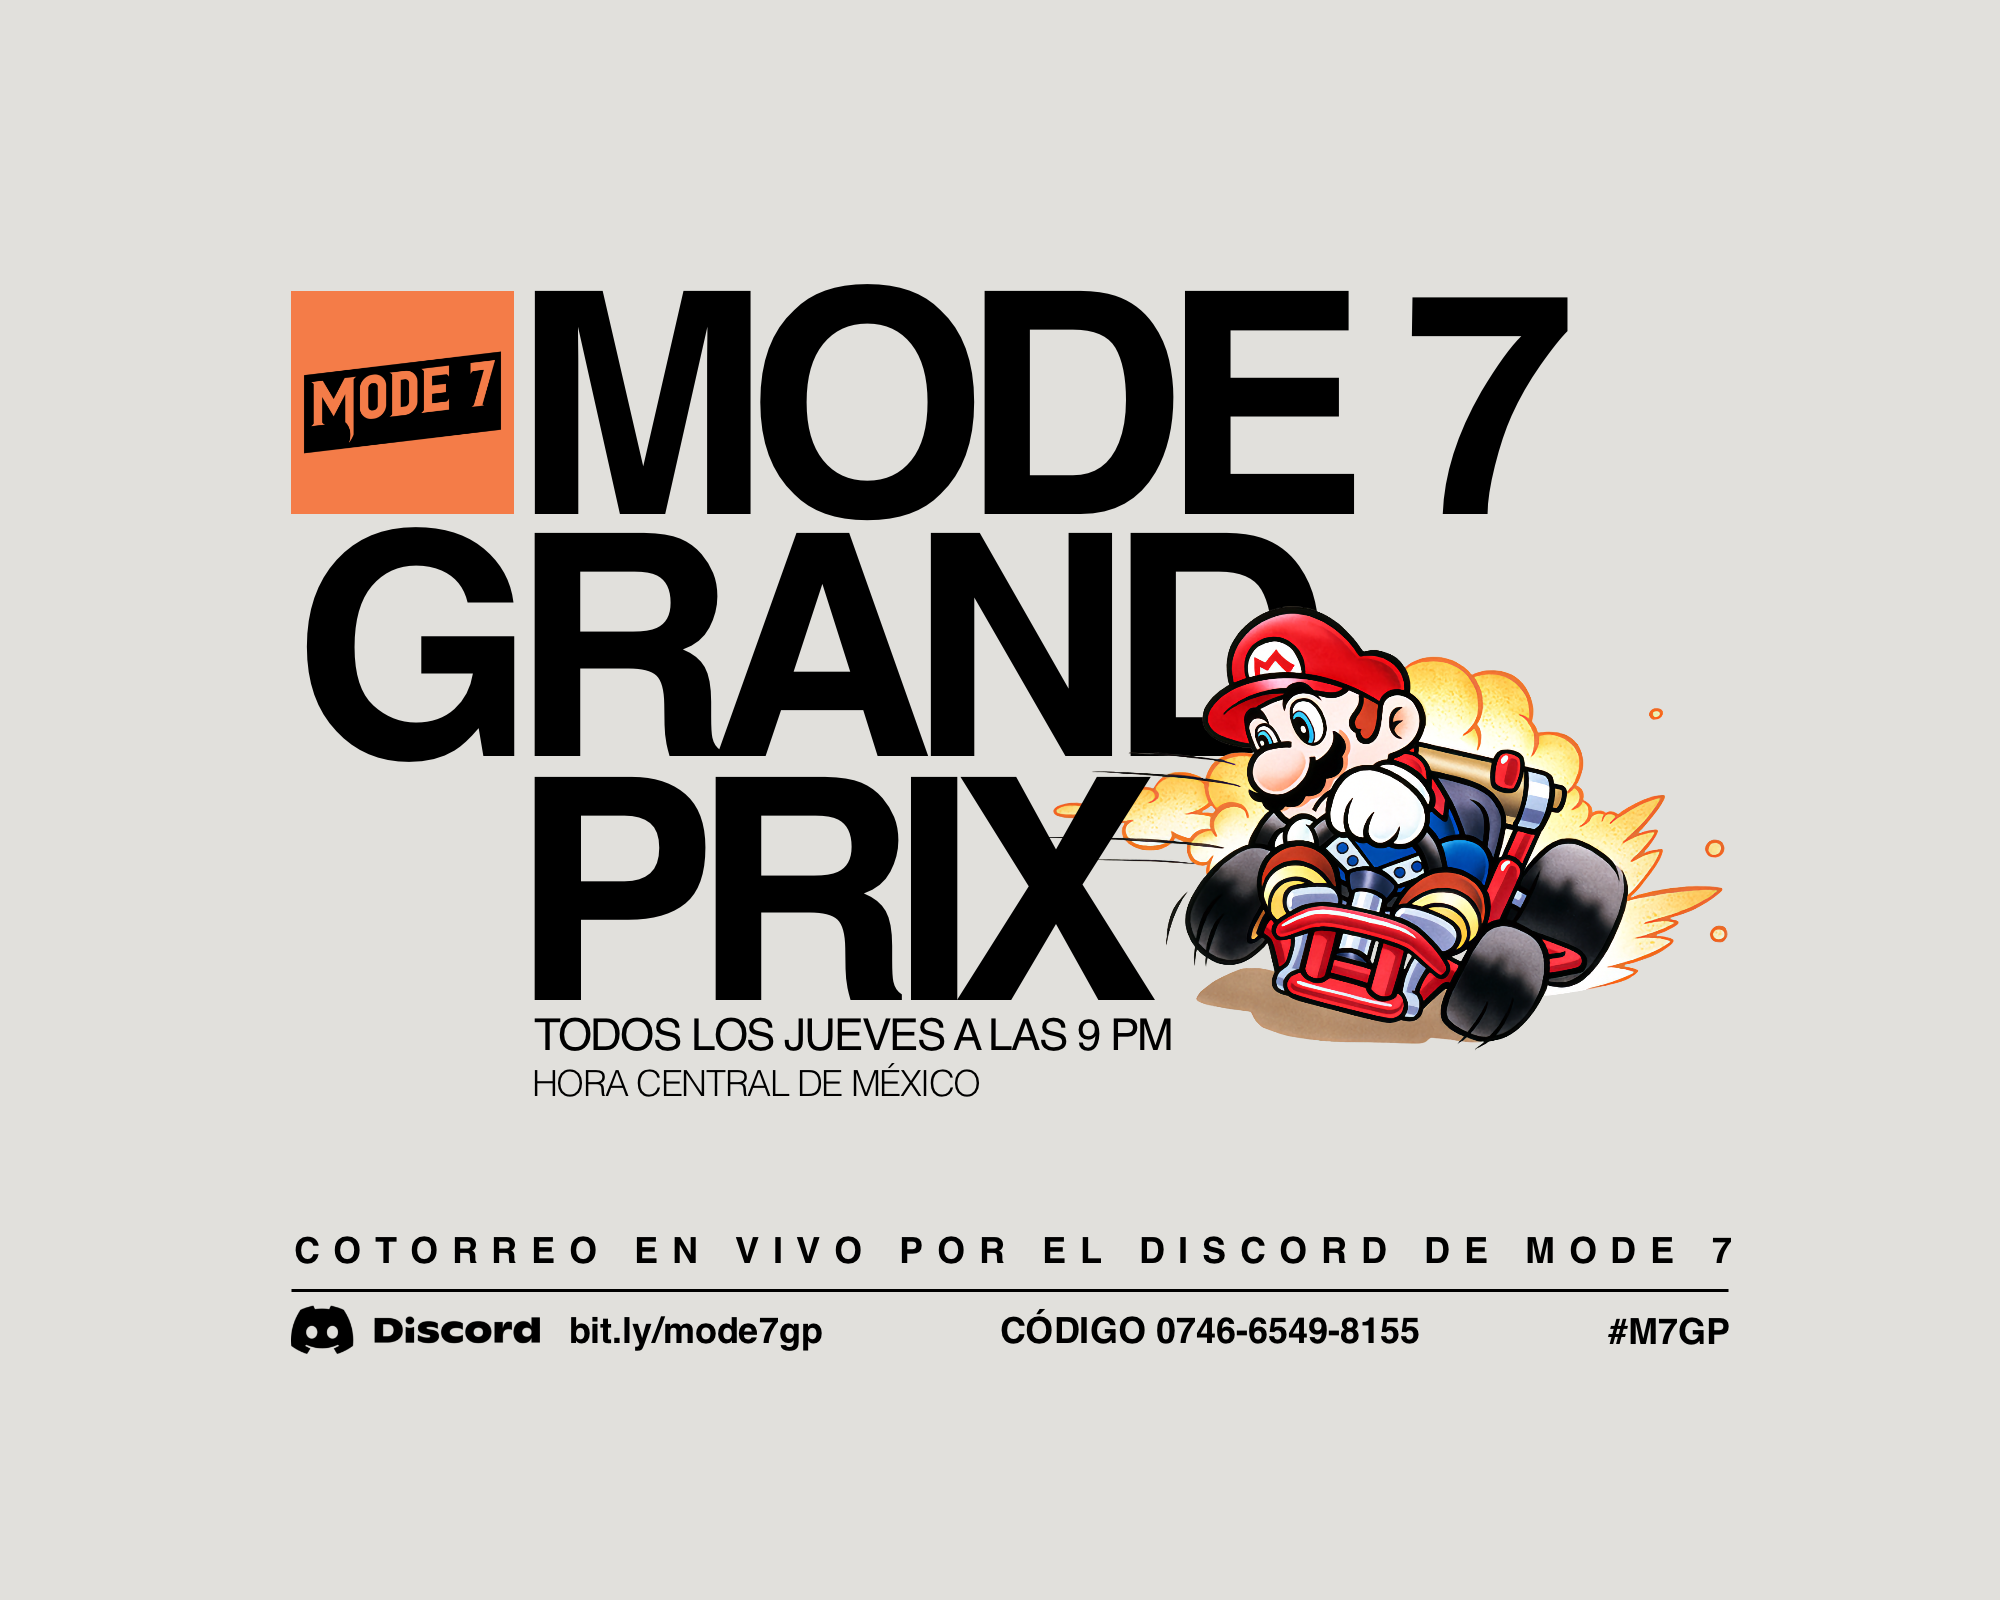 MODE 7
MODE 7
GRAND
PRIX
TODOS LOS JUEVES A LAS 9 PM
HORA CENTRAL DE MÉXICO
COTORREO EN VIVO POR EL DISCORD DE MODE 7
Discord bit.ly/mode7gp CÓDIGO 0746-6549-8155 #M7GP